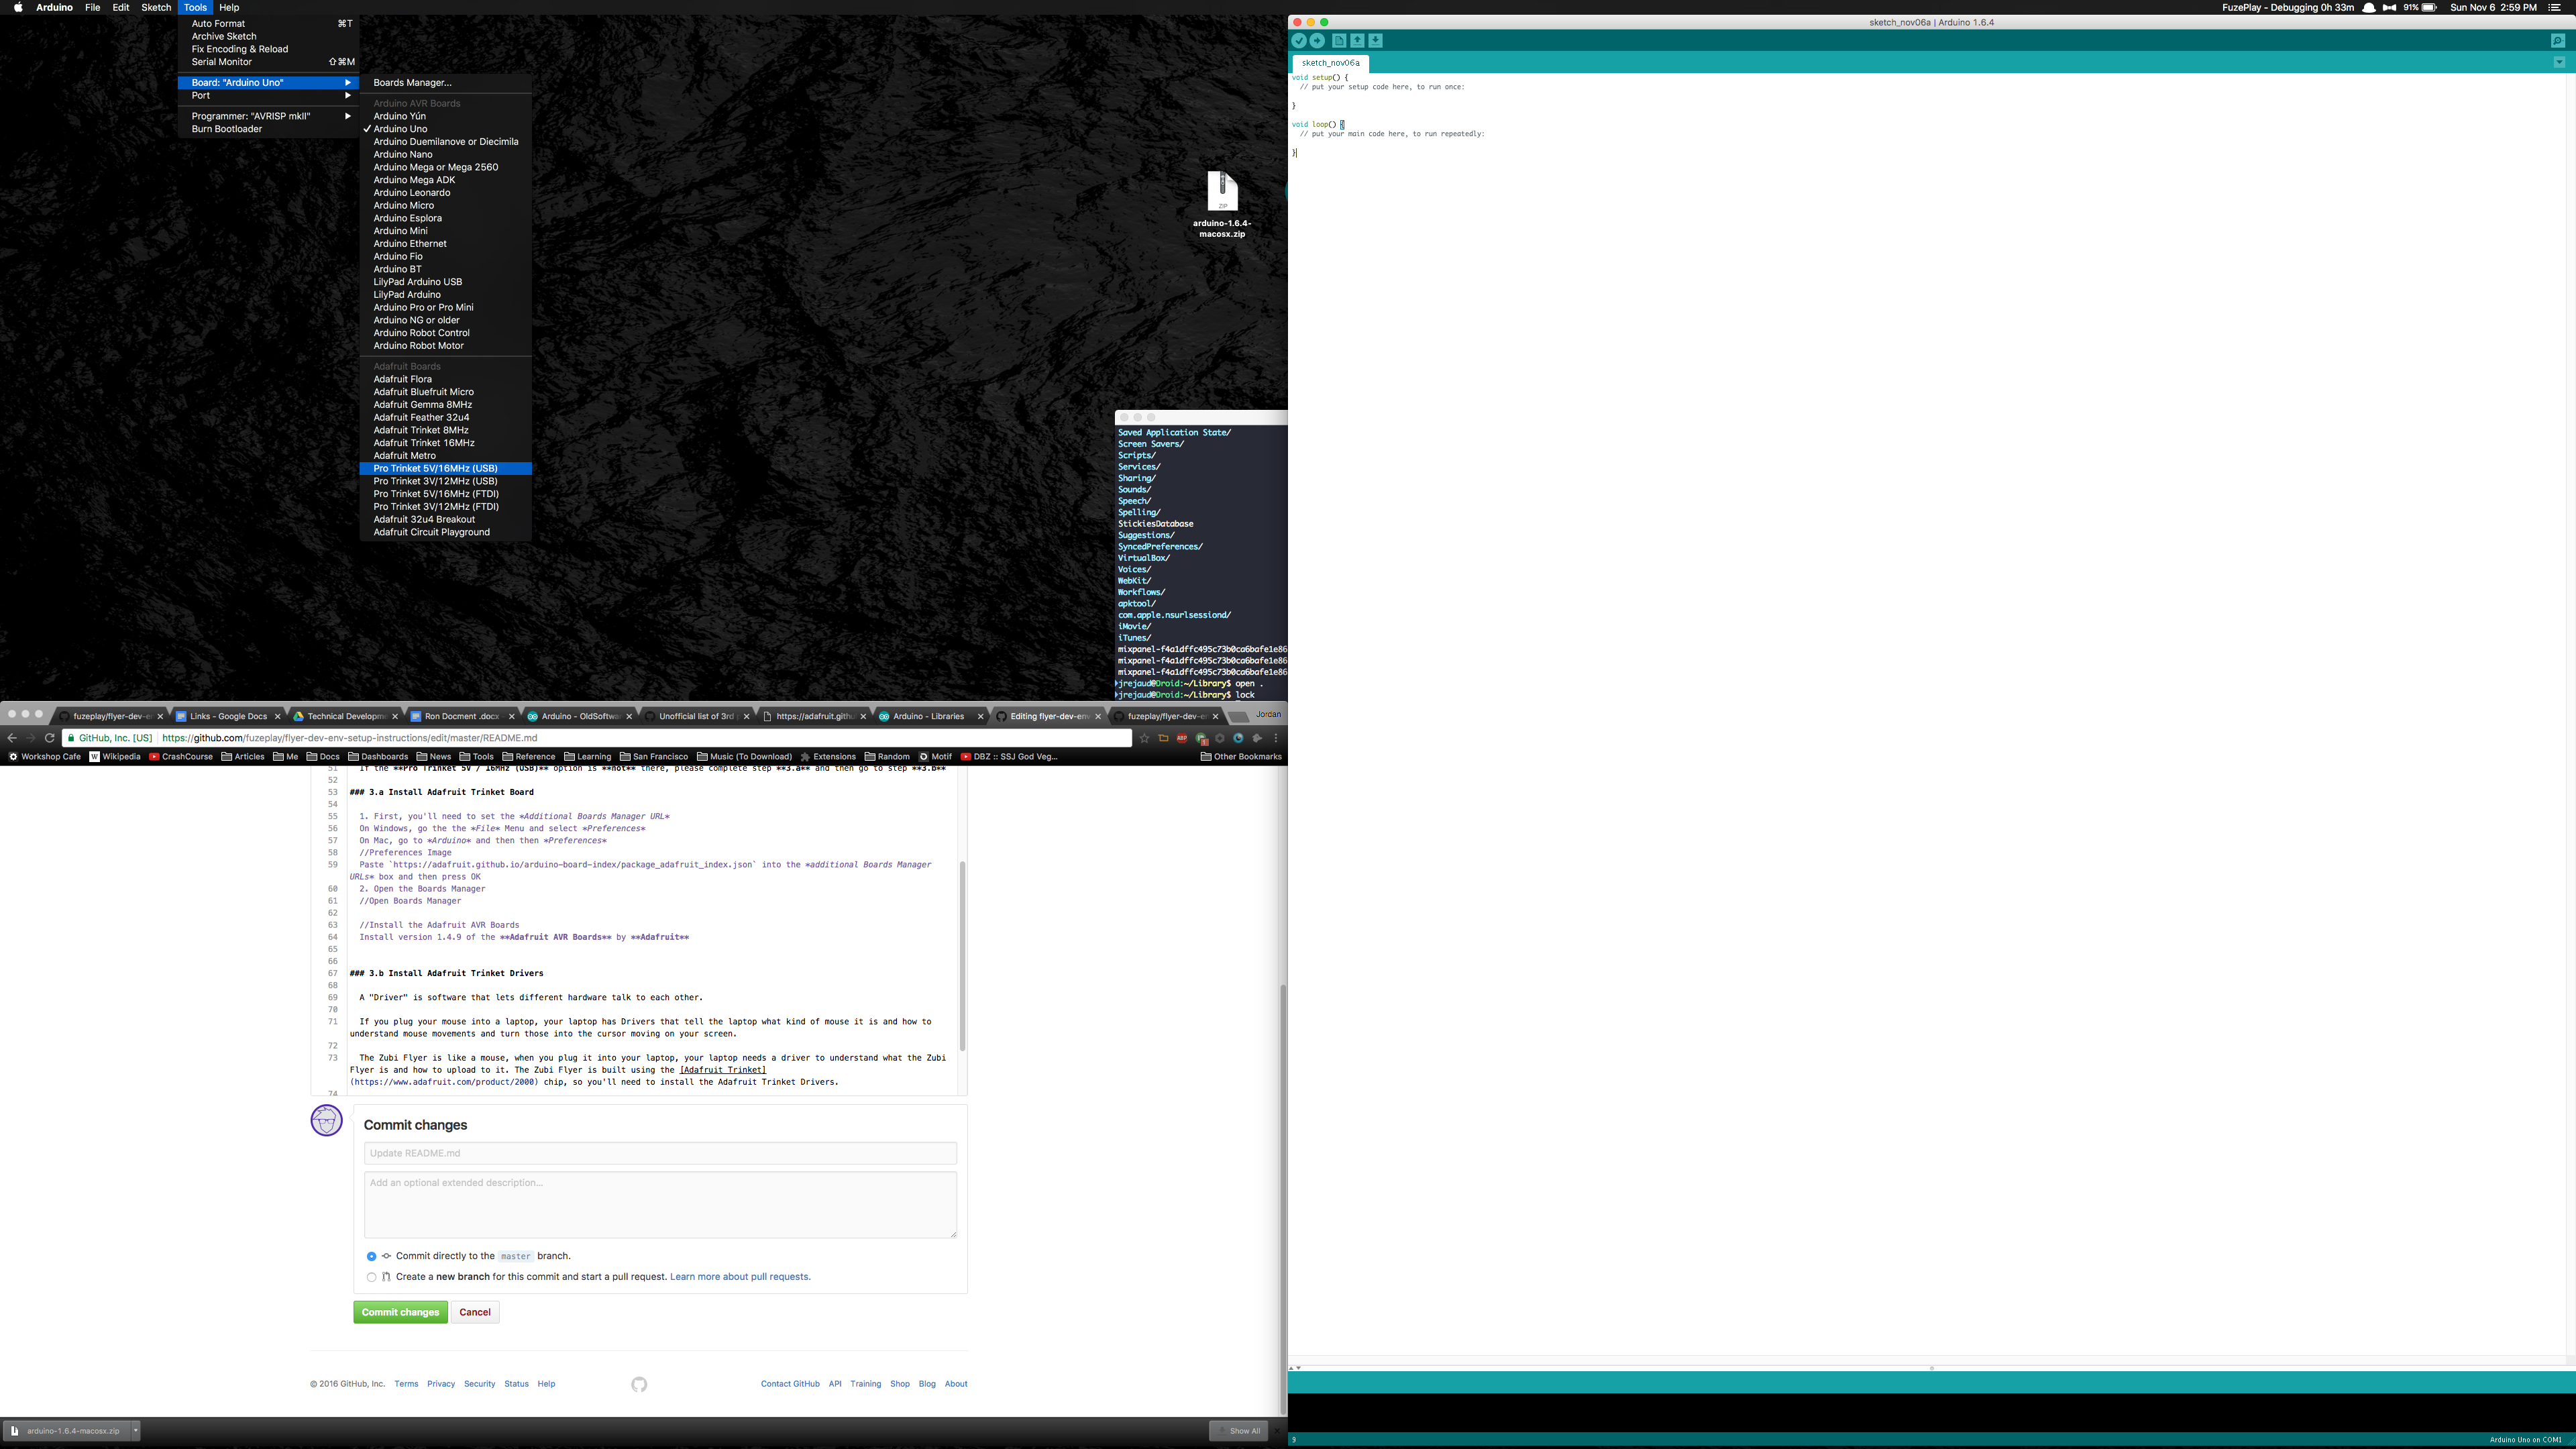 Arduino File Edit Sketch Tools Help
FuzePlay - Debugging 0h 33m 91% Sun Nov 6 2:59 PM
Auto Format ⌘T
Archive Sketch
Fix Encoding & Reload
Serial Monitor ⇧⌘M
Board: "Arduino Uno"
Port
Programmer: "AVRISP mkII"
Burn Bootloader
Boards Manager...
Arduino AVR Boards
Arduino Yún
✓ Arduino Uno
Arduino Duemilanove or Diecimila
Arduino Nano
Arduino Mega or Mega 2560
Arduino Mega ADK
Arduino Leonardo
Arduino Micro
Arduino Esplora
Arduino Mini
Arduino Ethernet
Arduino Fio
Arduino BT
LilyPad Arduino USB
LilyPad Arduino
Arduino Pro or Pro Mini
Arduino NG or older
Arduino Robot Control
Arduino Robot Motor
Adafruit Boards
Adafruit Flora
Adafruit Bluefruit Micro
Adafruit Gemma 8MHz
Adafruit Feather 32u4
Adafruit Trinket 8MHz
Adafruit Trinket 16MHz
Adafruit Metro
Pro Trinket 5V/16MHz (USB)
Pro Trinket 3V/12MHz (USB)
Pro Trinket 5V/16MHz (FTDI)
Pro Trinket 3V/12MHz (FTDI)
Adafruit 32u4 Breakout
Adafruit Circuit Playground
ZIP
arduino-1.6.4-
macosx.zip
Saved Application State/
Screen Savers/
Scripts/
Services/
Sharing/
Sounds/
Speech/
Spelling/
StickiesDatabase
Suggestions/
SyncedPreferences/
VirtualBox/
Voices/
WebKit/
Workflows/
apktool/
com.apple.nsurlsessiond/
iMovie/
iTunes/
mixpanel-f4a1dffc495c73b0ca6bafe1e86
mixpanel-f4a1dffc495c73b0ca6bafe1e86
mixpanel-f4a1dffc495c73b0ca6bafe1e86
jrejaud@Droid:~/Library$ open .
jrejaud@Droid:~/Library$ lock
sketch_nov06a | Arduino 1.6.4
sketch_nov06a
void setup() {
// put your setup code here, to run once:
}
void loop() {
// put your main code here, to run repeatedly:
}
9
Arduino Uno on COM1
fuzeplay/flyer-dev-en
Links - Google Docs
Technical Developme
Ron Docment .docx
Arduino - OldSoftwar
Unofficial list of 3rd
https://adafruit.githu
Arduino - Libraries
Editing flyer-dev-env
fuzeplay/flyer-dev-en
Jordan
GitHub, Inc. [US] https://github.com/fuzeplay/flyer-dev-env-setup-instructions/edit/master/README.md
ABP
Workshop Cafe Wikipedia CrashCourse Articles Me Docs Dashboards News Tools Reference Learning San Francisco Music (To Download) Extensions Random Motif DBZ :: SSJ God Veg... Other Bookmarks
51 If the **Pro Trinket 5V / 16MHz (USB)** option is **not** there, please complete step **3.a** and then go to step **3.b**
52
53 ### 3.a Install Adafruit Trinket Board
54
55 1. First, you'll need to set the *Additional Boards Manager URL*
56 On Windows, go the the *File* Menu and select *Preferences*
57 On Mac, go to *Arduino* and then then *Preferences*
58 //Preferences Image
59 Paste `https://adafruit.github.io/arduino-board-index/package_adafruit_index.json` into the *additional Boards Manager
URLs* box and then press OK
60 2. Open the Boards Manager
61 //Open Boards Manager
62
63 //Install the Adafruit AVR Boards
64 Install version 1.4.9 of the **Adafruit AVR Boards** by **Adafruit**
65
66
67 ### 3.b Install Adafruit Trinket Drivers
68
69 A "Driver" is software that lets different hardware talk to each other.
70
71 If you plug your mouse into a laptop, your laptop has Drivers that tell the laptop what kind of mouse it is and how to
understand mouse movements and turn those into the cursor moving on your screen.
72
73 The Zubi Flyer is like a mouse, when you plug it into your laptop, your laptop needs a driver to understand what the Zubi
Flyer is and how to upload to it. The Zubi Flyer is built using the [Adafruit Trinket]
(https://www.adafruit.com/product/2000) chip, so you'll need to install the Adafruit Trinket Drivers.
74
Commit changes
Update README.md
Add an optional extended description...
Commit directly to the master branch.
Create a new branch for this commit and start a pull request. Learn more about pull requests.
Commit changes Cancel
© 2016 GitHub, Inc. Terms Privacy Security Status Help
Contact GitHub API Training Shop Blog About
arduino-1.6.4-macosx.zip
Show All